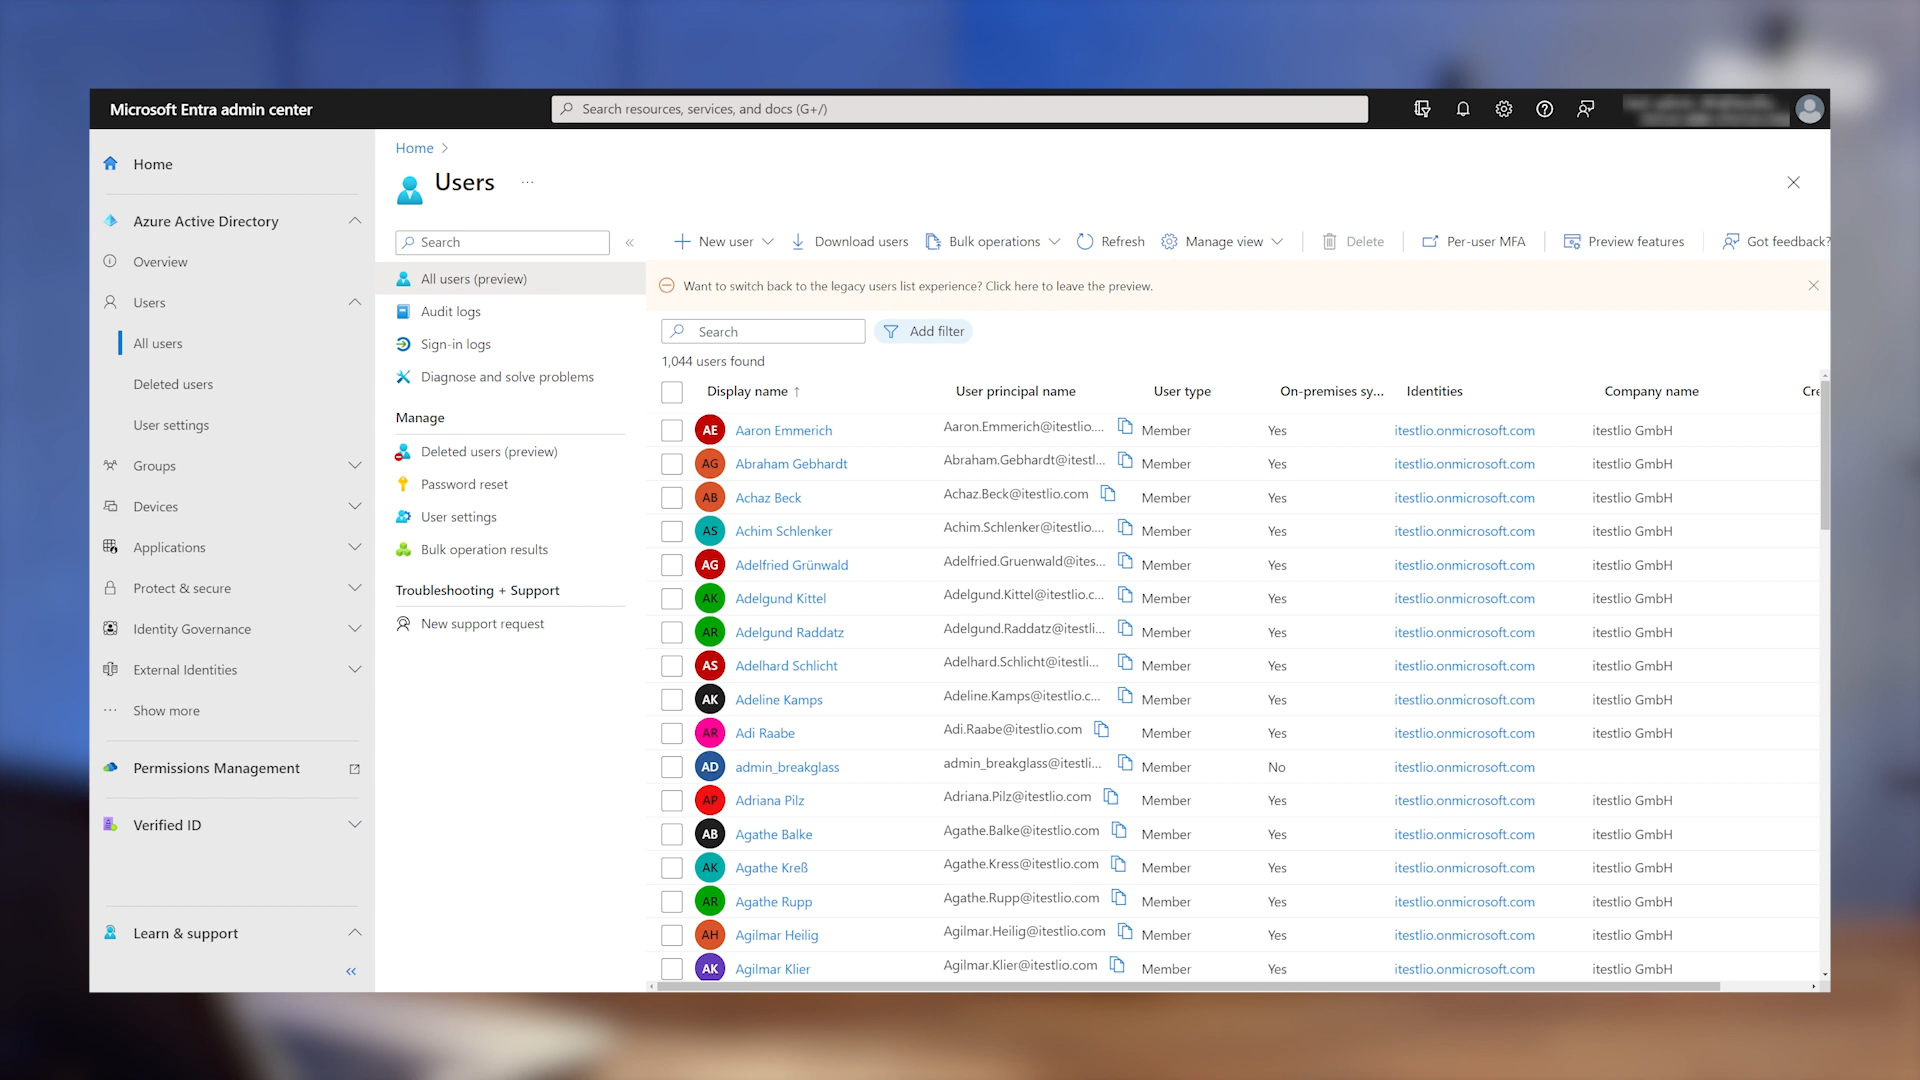 Microsoft Entra admin center
Search resources, services, and docs (G+/)
Home
Azure Active Directory
Overview
Users
All users
Deleted users
User settings
Groups
Devices
Applications
Protect & secure
Identity Governance
External Identities
Show more
Permissions Management
Verified ID
Learn & support
Home
Users
Search
All users (preview)
Audit logs
Sign-in logs
Diagnose and solve problems
Manage
Deleted users (preview)
Password reset
User settings
Bulk operation results
Troubleshooting + Support
New support request
New user Download users Bulk operations Refresh Manage view Delete Per-user MFA Preview features Got feedback?
Want to switch back to the legacy users list experience? Click here to leave the preview.
Search Add filter
1,044 users found
Display name ↑ User principal name User type On-premises sy... Identities Company name Cre
AE Aaron Emmerich Aaron.Emmerich@itestlio.... Member Yes itestlio.onmicrosoft.com itestlio GmbH
AG Abraham Gebhardt Abraham.Gebhardt@itestl... Member Yes itestlio.onmicrosoft.com itestlio GmbH
AB Achaz Beck Achaz.Beck@itestlio.com Member Yes itestlio.onmicrosoft.com itestlio GmbH
AS Achim Schlenker Achim.Schlenker@itestlio.... Member Yes itestlio.onmicrosoft.com itestlio GmbH
AG Adelfried Grünwald Adelfried.Gruenwald@ites... Member Yes itestlio.onmicrosoft.com itestlio GmbH
AK Adelgund Kittel Adelgund.Kittel@itestlio.c... Member Yes itestlio.onmicrosoft.com itestlio GmbH
AR Adelgund Raddatz Adelgund.Raddatz@itestli... Member Yes itestlio.onmicrosoft.com itestlio GmbH
AS Adelhard Schlicht Adelhard.Schlicht@itestli... Member Yes itestlio.onmicrosoft.com itestlio GmbH
AK Adeline Kamps Adeline.Kamps@itestlio.c... Member Yes itestlio.onmicrosoft.com itestlio GmbH
AR Adi Raabe Adi.Raabe@itestlio.com Member Yes itestlio.onmicrosoft.com itestlio GmbH
AD admin_breakglass admin_breakglass@itestli... Member No itestlio.onmicrosoft.com
AP Adriana Pilz Adriana.Pilz@itestlio.com Member Yes itestlio.onmicrosoft.com itestlio GmbH
AB Agathe Balke Agathe.Balke@itestlio.com Member Yes itestlio.onmicrosoft.com itestlio GmbH
AK Agathe Kreß Agathe.Kress@itestlio.com Member Yes itestlio.onmicrosoft.com itestlio GmbH
AR Agathe Rupp Agathe.Rupp@itestlio.com Member Yes itestlio.onmicrosoft.com itestlio GmbH
AH Agilmar Heilig Agilmar.Heilig@itestlio.com Member Yes itestlio.onmicrosoft.com itestlio GmbH
AK Agilmar Klier Agilmar.Klier@itestlio.com Member Yes itestlio.onmicrosoft.com itestlio GmbH